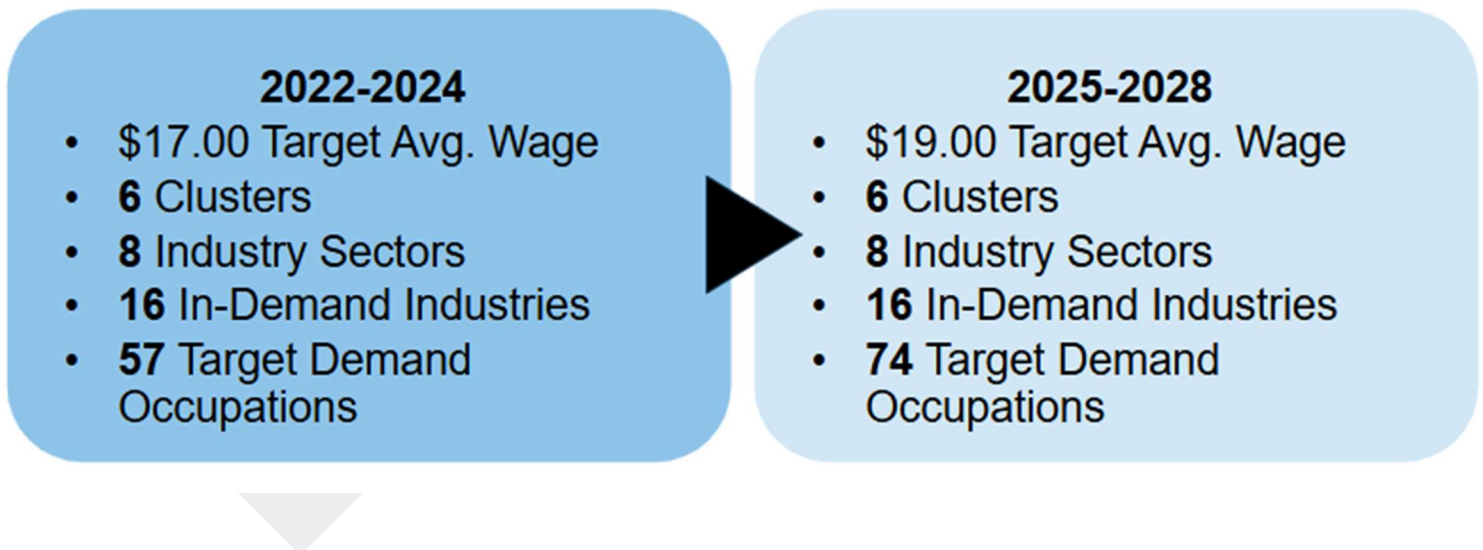 2022-2024
• $17.00 Target Avg. Wage
• 6 Clusters
• 8 Industry Sectors
• 16 In-Demand Industries
• 57 Target Demand
Occupations
2025-2028
• $19.00 Target Avg. Wage
• 6 Clusters
• 8 Industry Sectors
• 16 In-Demand Industries
• 74 Target Demand
Occupations